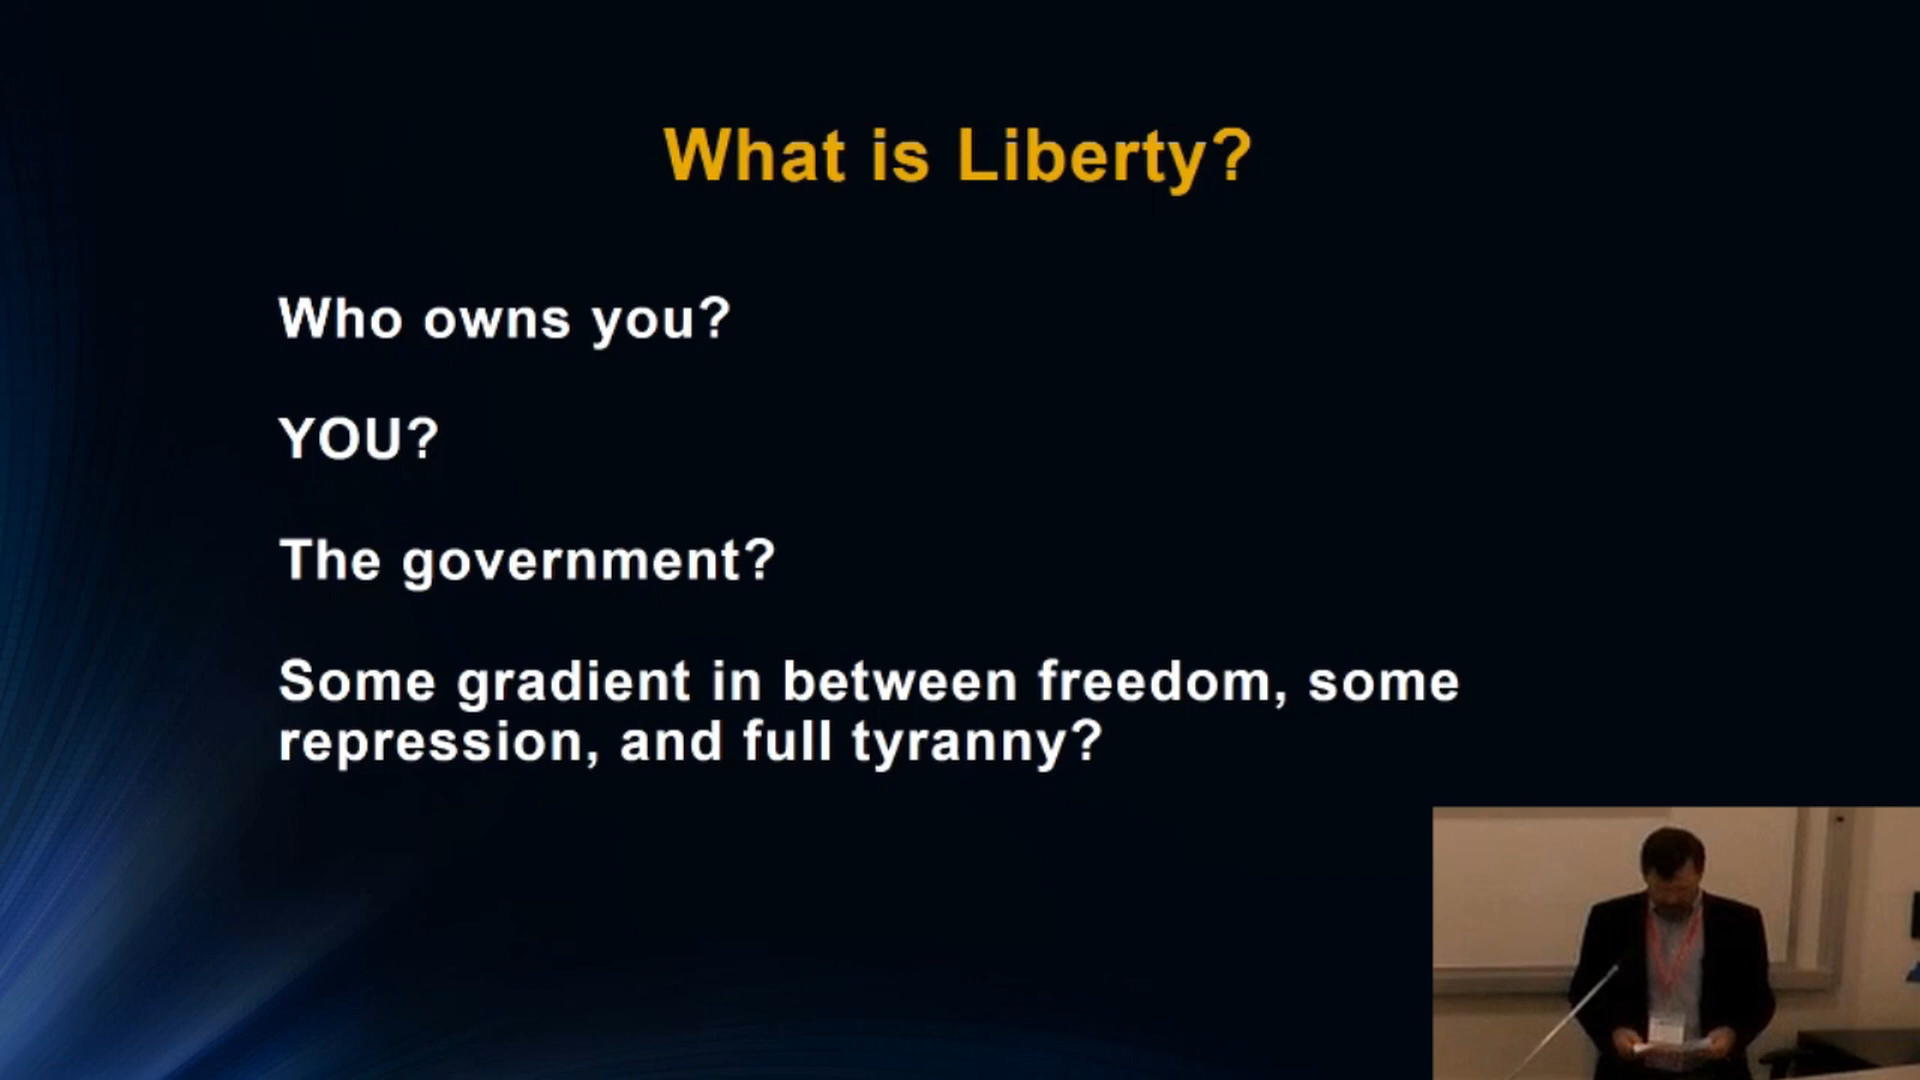 What is Liberty?
Who owns you?
YOU?
The government?
Some gradient in between freedom, some
repression, and full tyranny?